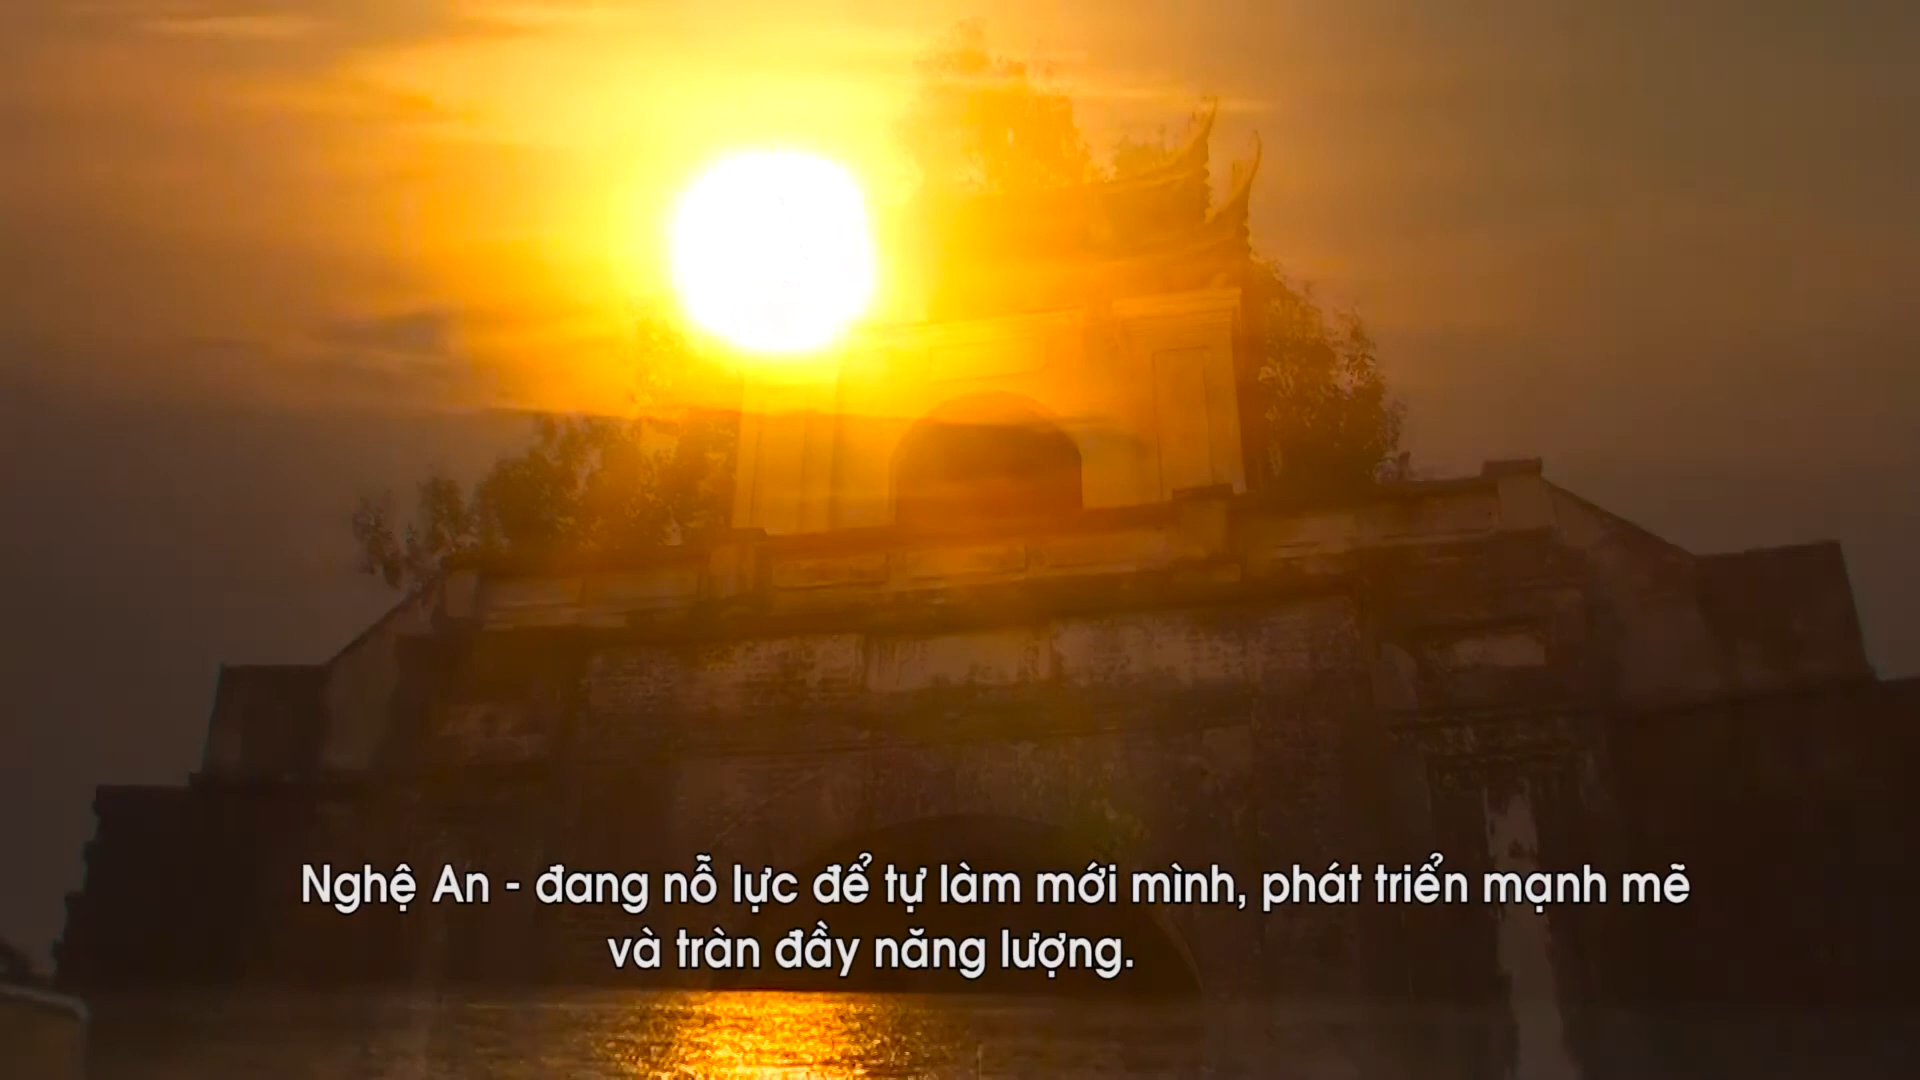 Nghệ An - đang nỗ lực để tự làm mới mình, phát triển mạnh mẽ
và tràn đầy năng lượng.